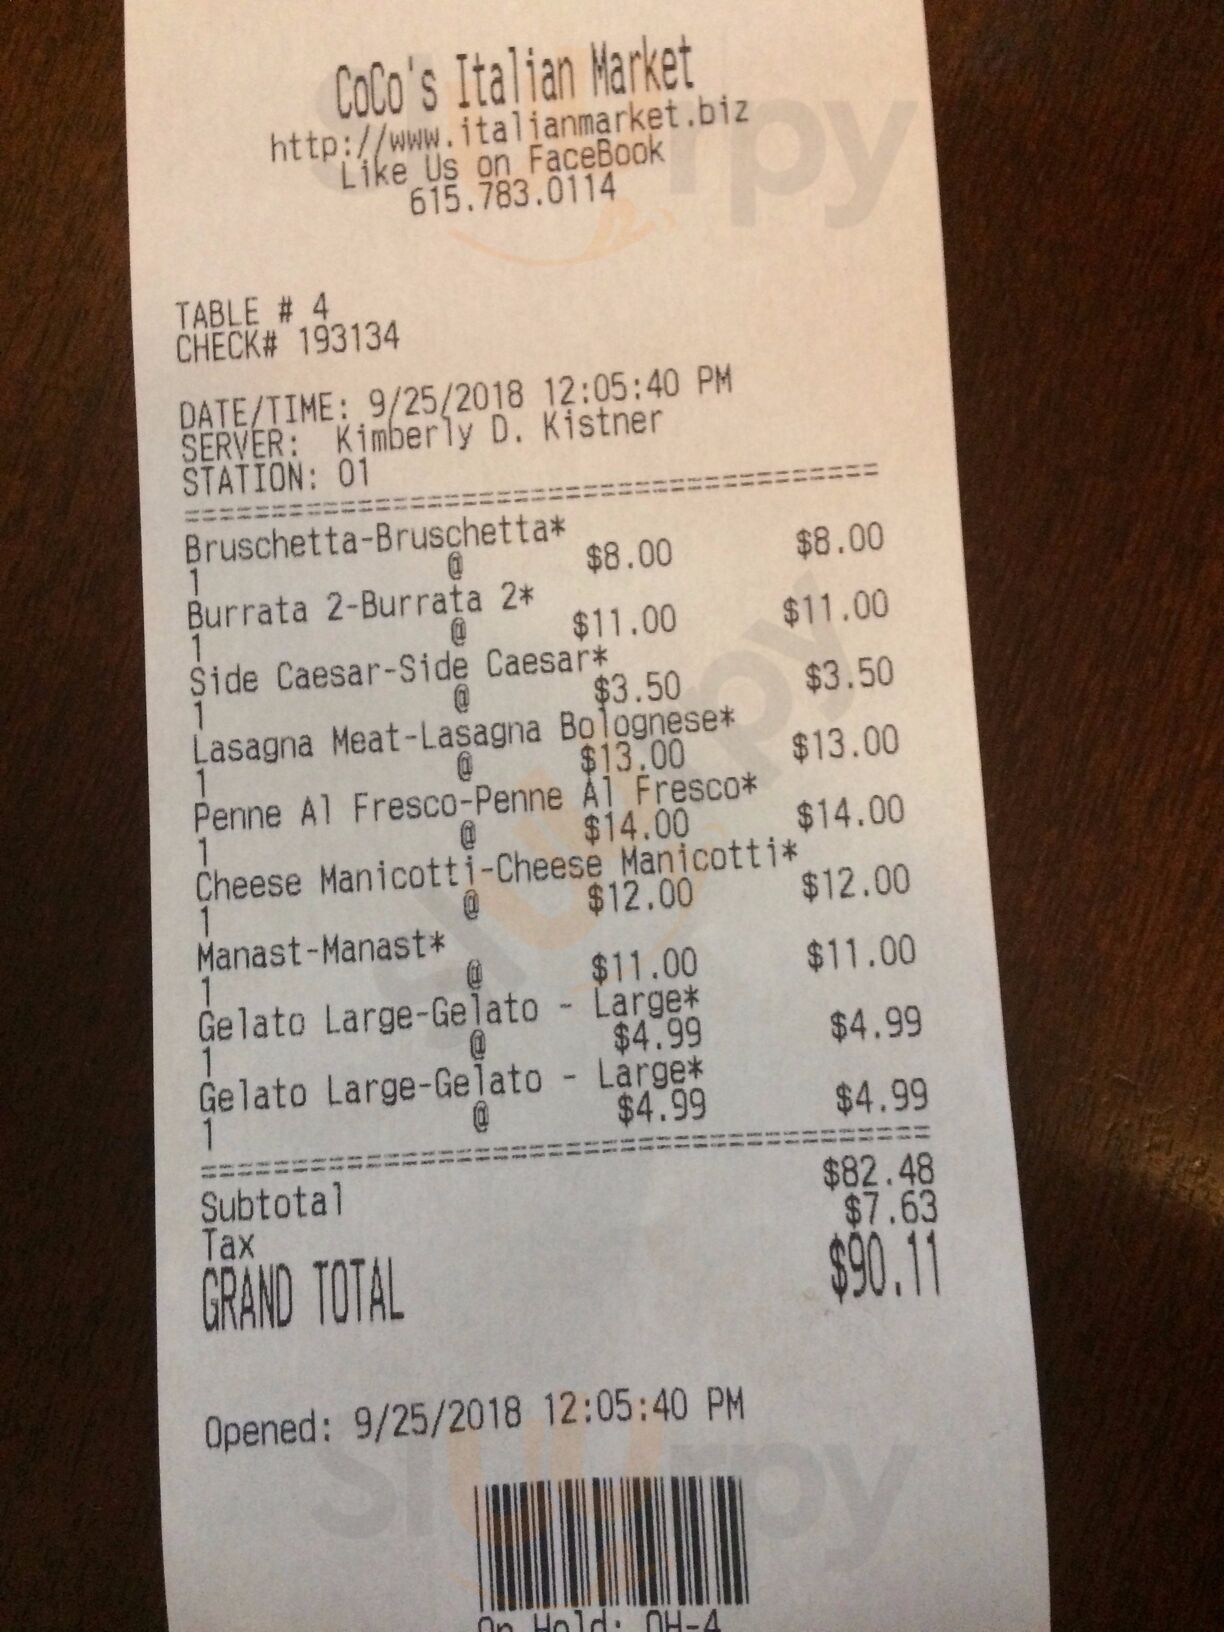 CoCo's Italian Market
http://www.italianmarket.biz
Like Us on FaceBook
615.783.0114
TABLE # 4
CHECK# 193134
DATE/TIME: 9/25/2018 12:05:40 PM
SERVER: Kimberly D. Kistner
STATION: 01
==========================================
Bruschetta-Bruschetta*
1 @ $8.00 $8.00
Burrata 2-Burrata 2*
1 @ $11.00 $11.00
Side Caesar-Side Caesar*
1 @ $3.50 $3.50
Lasagna Meat-Lasagna Bolognese*
1 @ $13.00 $13.00
Penne Al Fresco-Penne Al Fresco*
1 @ $14.00 $14.00
Cheese Manicotti-Cheese Manicotti*
1 @ $12.00 $12.00
Manast-Manast*
1 @ $11.00 $11.00
Gelato Large-Gelato - Large*
1 @ $4.99 $4.99
Gelato Large-Gelato - Large*
1 @ $4.99 $4.99
==========================================
Subtotal $82.48
Tax $7.63
GRAND TOTAL $90.11
Opened: 9/25/2018 12:05:40 PM
On Hold: OH-4
sluurpy
sluurpy
sluurpy